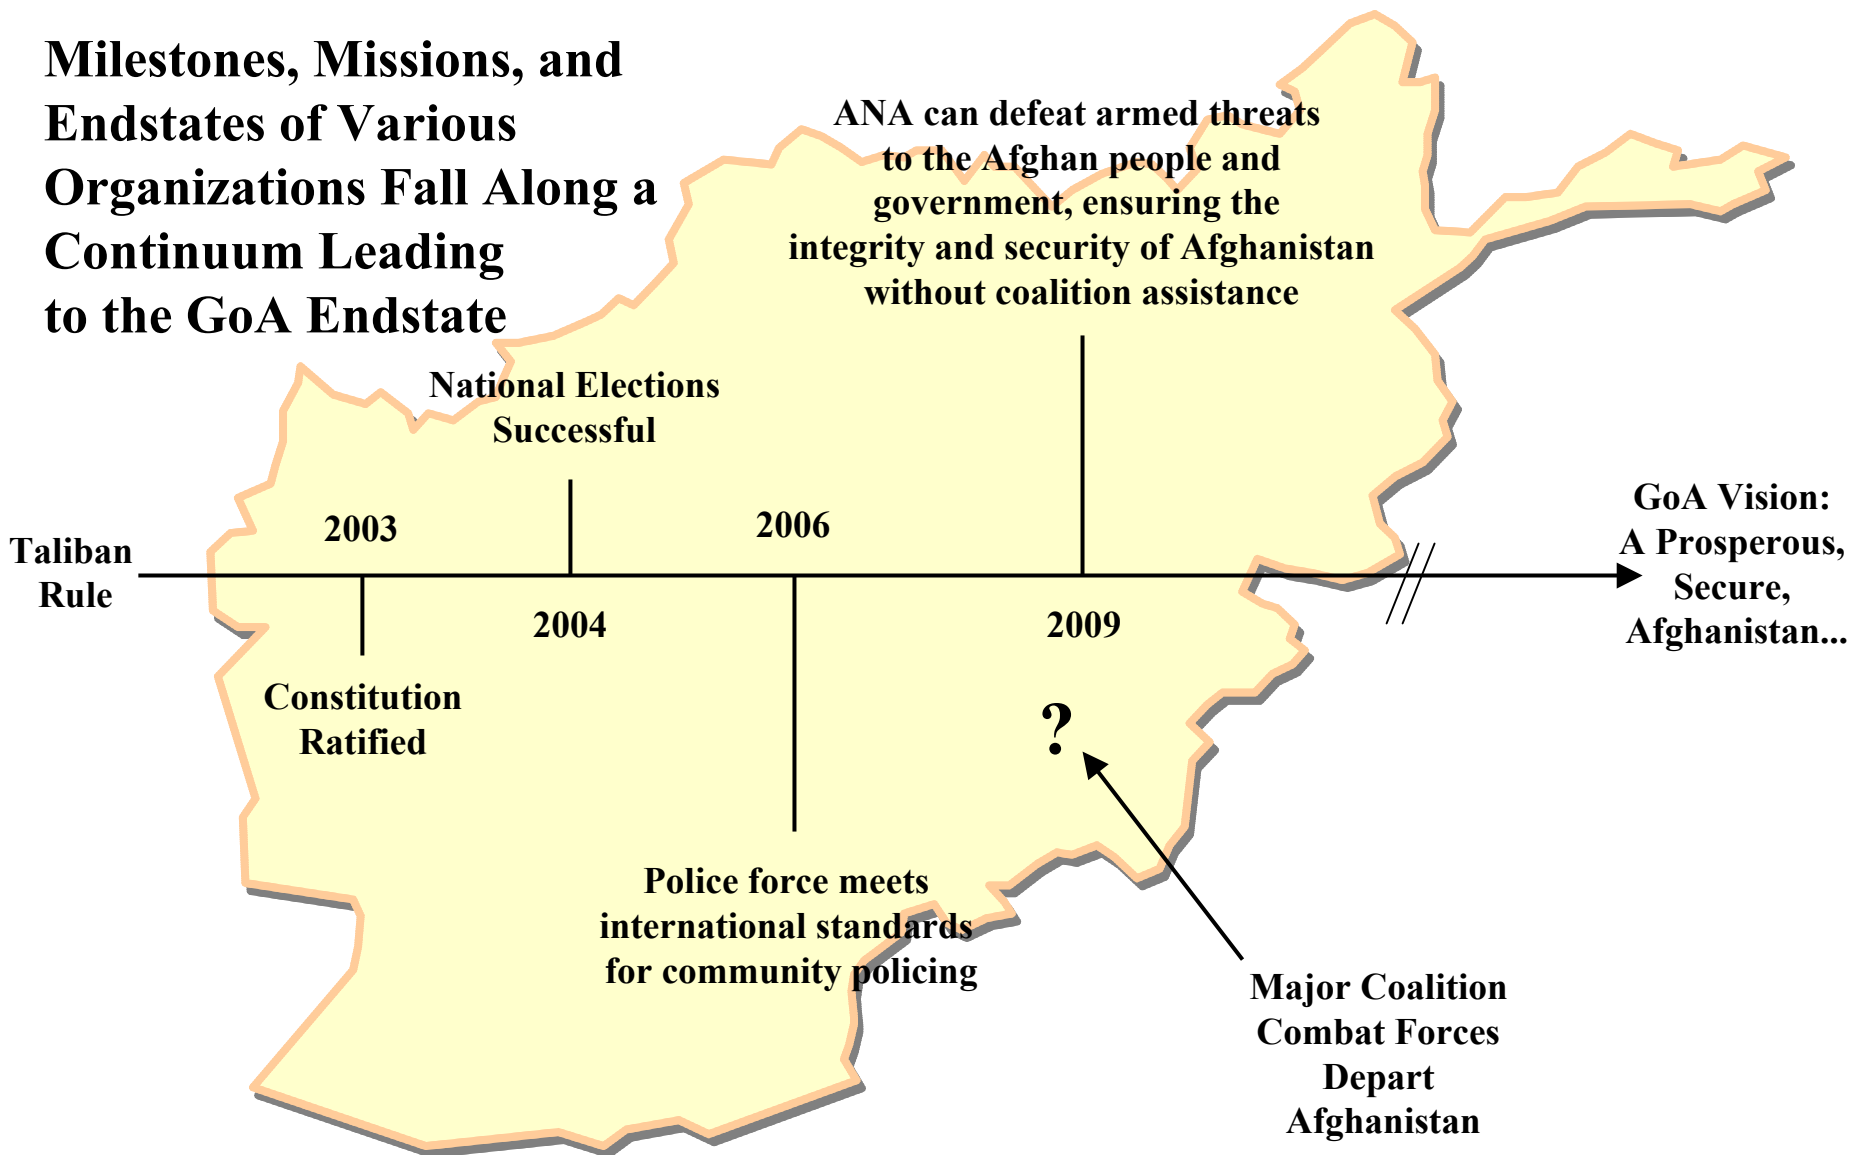 Milestones, Missions, and
Endstates of Various
Organizations Fall Along a
Continuum Leading
to the GoA Endstate
ANA can defeat armed threats
to the Afghan people and
government, ensuring the
integrity and security of Afghanistan
without coalition assistance
National Elections
Successful
2003
2006
Taliban
Rule
GoA Vision:
A Prosperous,
Secure,
Afghanistan...
2004
2009
Constitution
Ratified
?
Police force meets
international standards
for community policing
Major Coalition
Combat Forces
Depart
Afghanistan